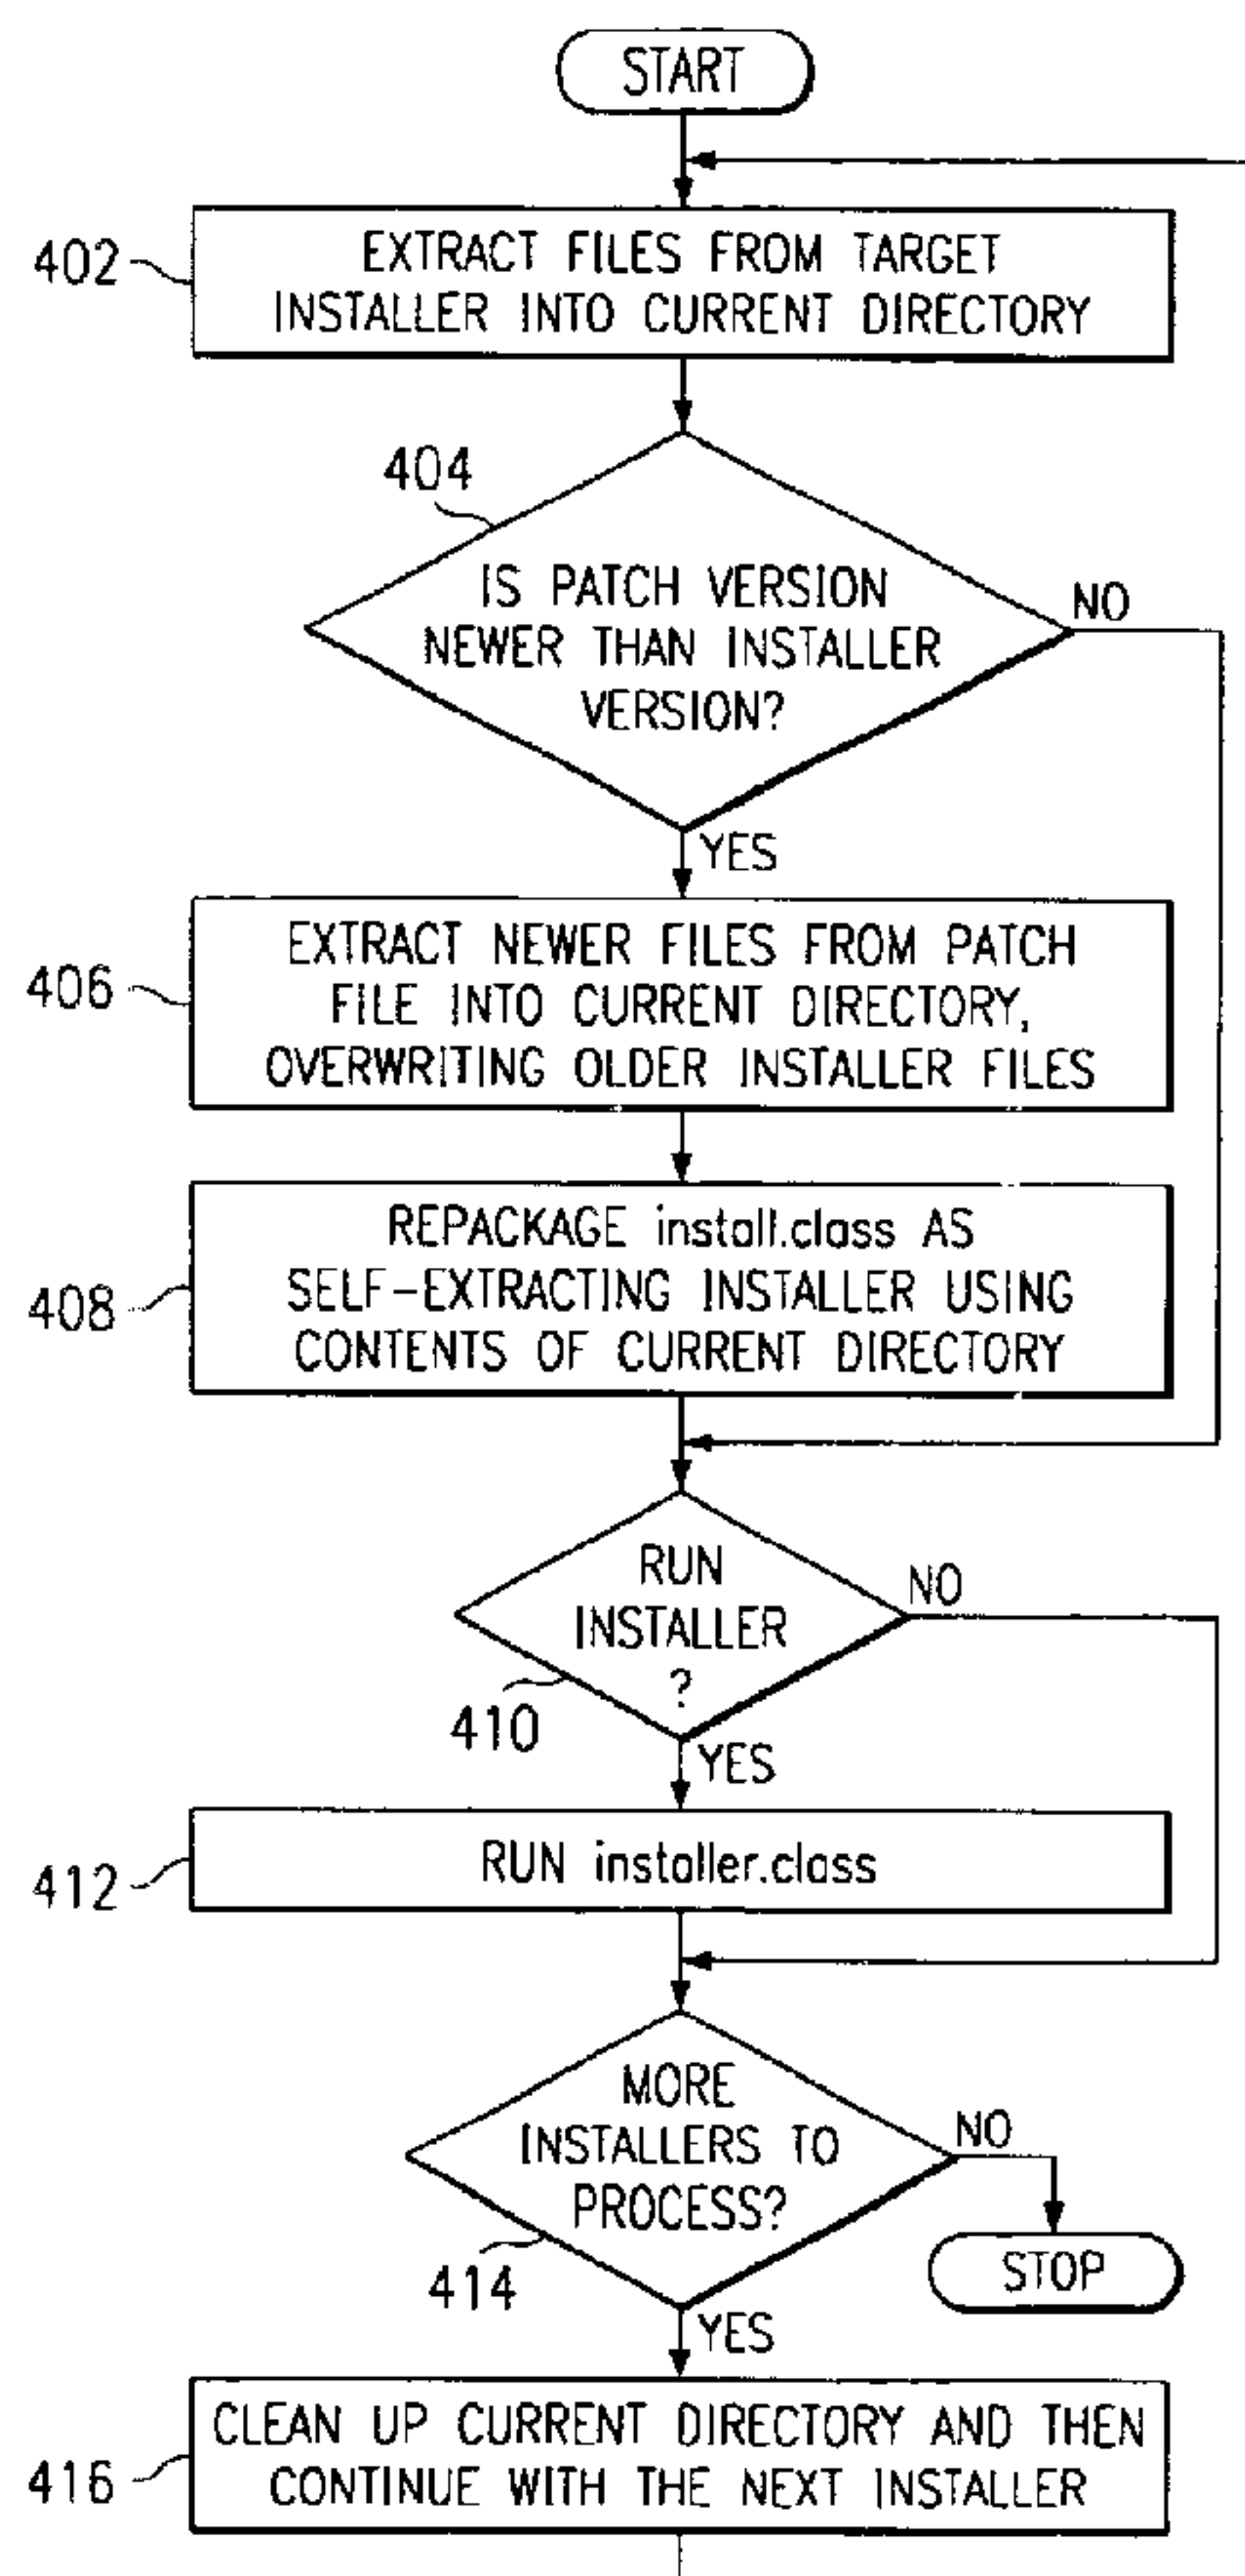 START
402
EXTRACT FILES FROM TARGET
INSTALLER INTO CURRENT DIRECTORY
404
IS PATCH VERSION
NEWER THAN INSTALLER
VERSION?
NO
YES
406
EXTRACT NEWER FILES FROM PATCH
FILE INTO CURRENT DIRECTORY,
OVERWRITING OLDER INSTALLER FILES
408
REPACKAGE install.class AS
SELF-EXTRACTING INSTALLER USING
CONTENTS OF CURRENT DIRECTORY
RUN
INSTALLER
?
NO
410
YES
412
RUN installer.class
MORE
INSTALLERS TO
PROCESS?
NO
414
STOP
YES
416
CLEAN UP CURRENT DIRECTORY AND THEN
CONTINUE WITH THE NEXT INSTALLER